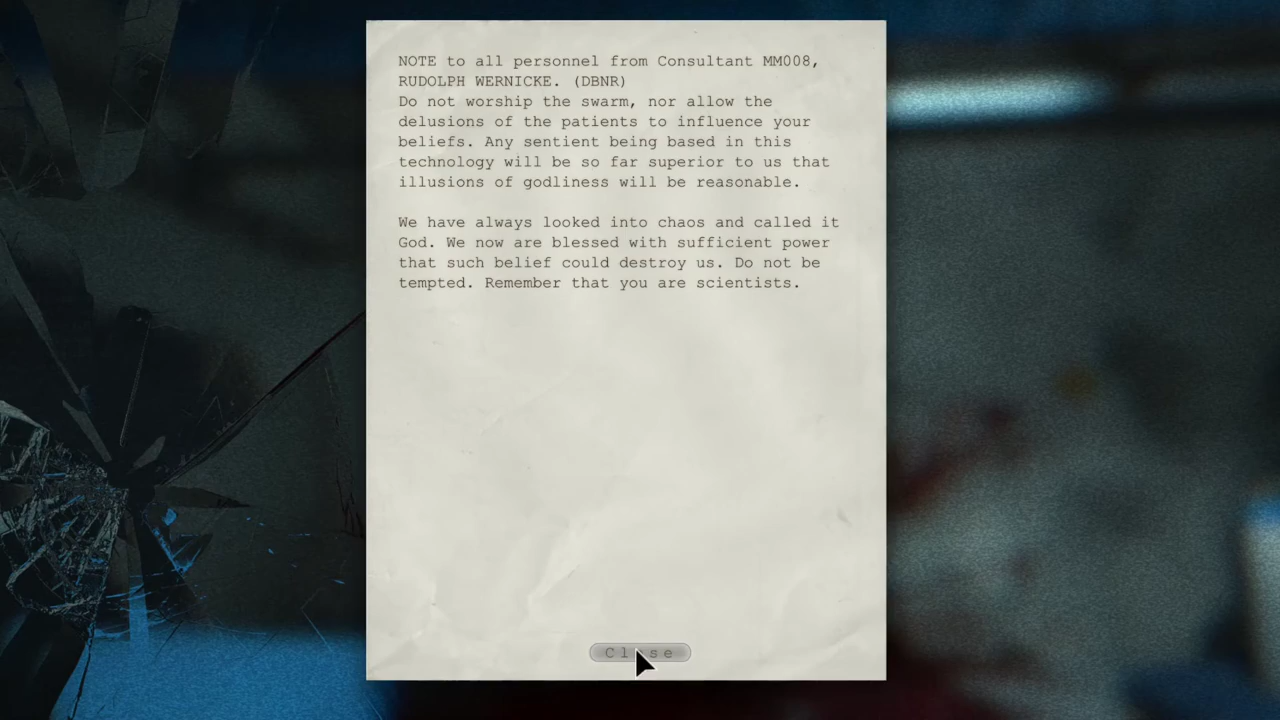 NOTE to all personnel from Consultant MM008,
RUDOLPH WERNICKE. (DBNR)
Do not worship the swarm, nor allow the
delusions of the patients to influence your
beliefs. Any sentient being based in this
technology will be so far superior to us that
illusions of godliness will be reasonable.
We have always looked into chaos and called it
God. We now are blessed with sufficient power
that such belief could destroy us. Do not be
tempted. Remember that you are scientists.
Close